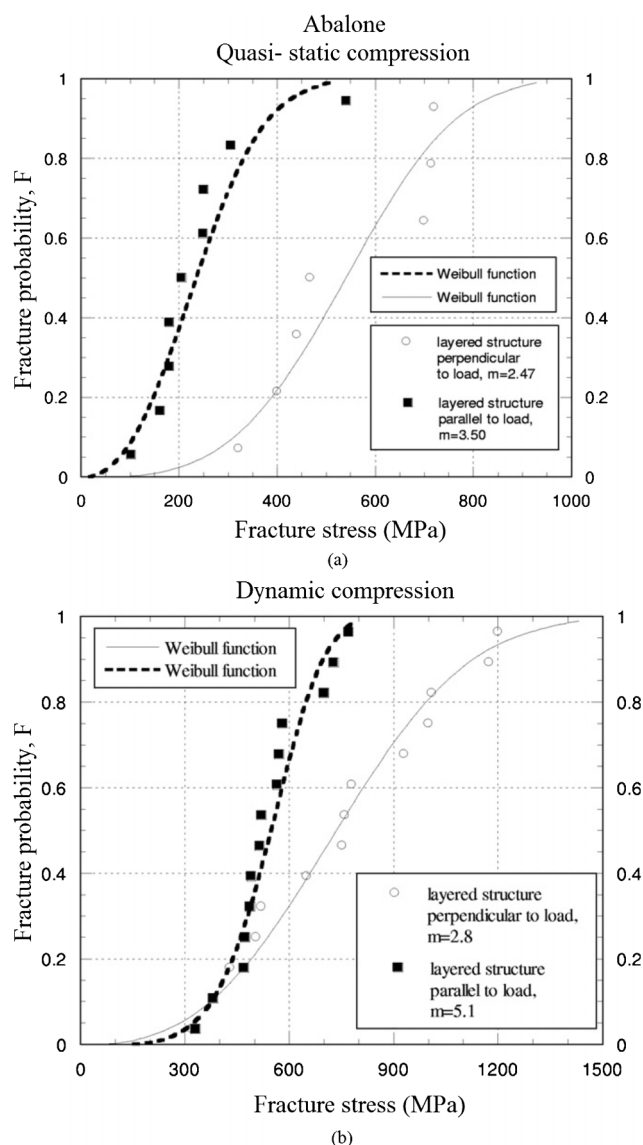 Abalone
Quasi- static compression
1
0.8
0.6
0.4
0.2
0
Fracture probability, F
1
0.8
0.6
0.4
0.2
0
Weibull function
Weibull function
layered structure
perpendicular
to load, m=2.47
layered structure
parallel to load,
m=3.50
0 200 400 600 800 1000
Fracture stress (MPa)
(a)
Dynamic compression
1
0.8
0.6
0.4
0.2
0
Fracture probability, F
1
0.8
0.6
0.4
0.2
0
Weibull function
Weibull function
layered structure
perpendicular to load,
m=2.8
layered structure
parallel to load,
m=5.1
0 300 600 900 1200 1500
Fracture stress (MPa)
(b)